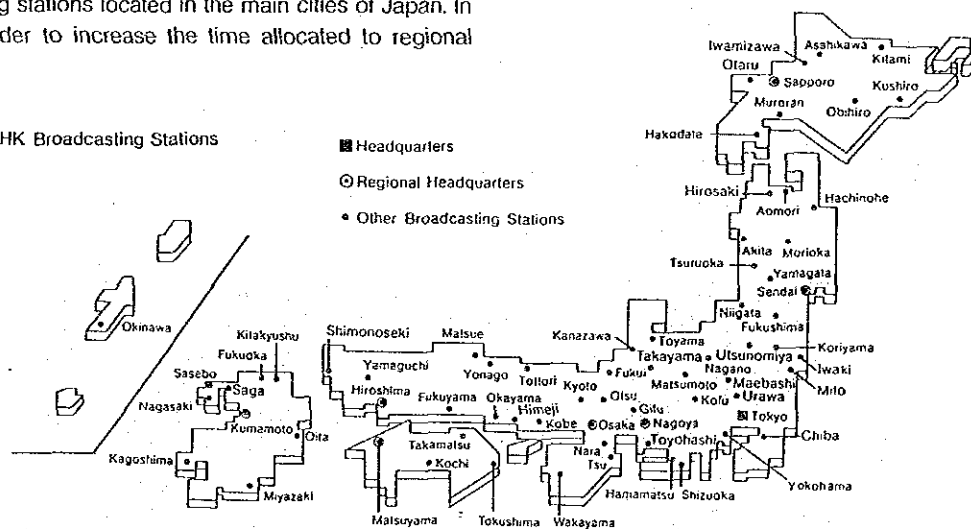 g stations located in the main cities of Japan. In
der to increase the time allocated to regional
HK Broadcasting Stations
Headquarters
Regional Headquarters
Other Broadcasting Stations
Iwamizawa
Asahikawa
Kitami
Otaru
Sapporo
Kushiro
Muroran
Obihiro
Hakodate
Hirosaki
Aomori
Hachinohe
Akita
Morioka
Tsuruoka
Yamagata
Sendai
Niigata
Fukushima
Okinawa
Kitakyushu
Fukuoka
Sasebo
Saga
Nagasaki
Kumamoto
Oita
Kagoshima
Miyazaki
Shimonoseki
Matsue
Yamaguchi
Yonago
Tottori
Hiroshima
Fukuyama
Okayama
Himeji
Kobe
Takamatsu
Kochi
Matsuyama
Tokushima
Wakayama
Kanazawa
Toyama
Takayama
Utsunomiya
Koriyama
Iwaki
Mito
Kyoto
Fukui
Nagano
Matsumoto
Maebashi
Otsu
Gifu
Kofu
Urawa
Tokyo
Osaka
Nagoya
Nara
Tsu
Toyohashi
Chiba
Hamamatsu
Shizuoka
Yokohama